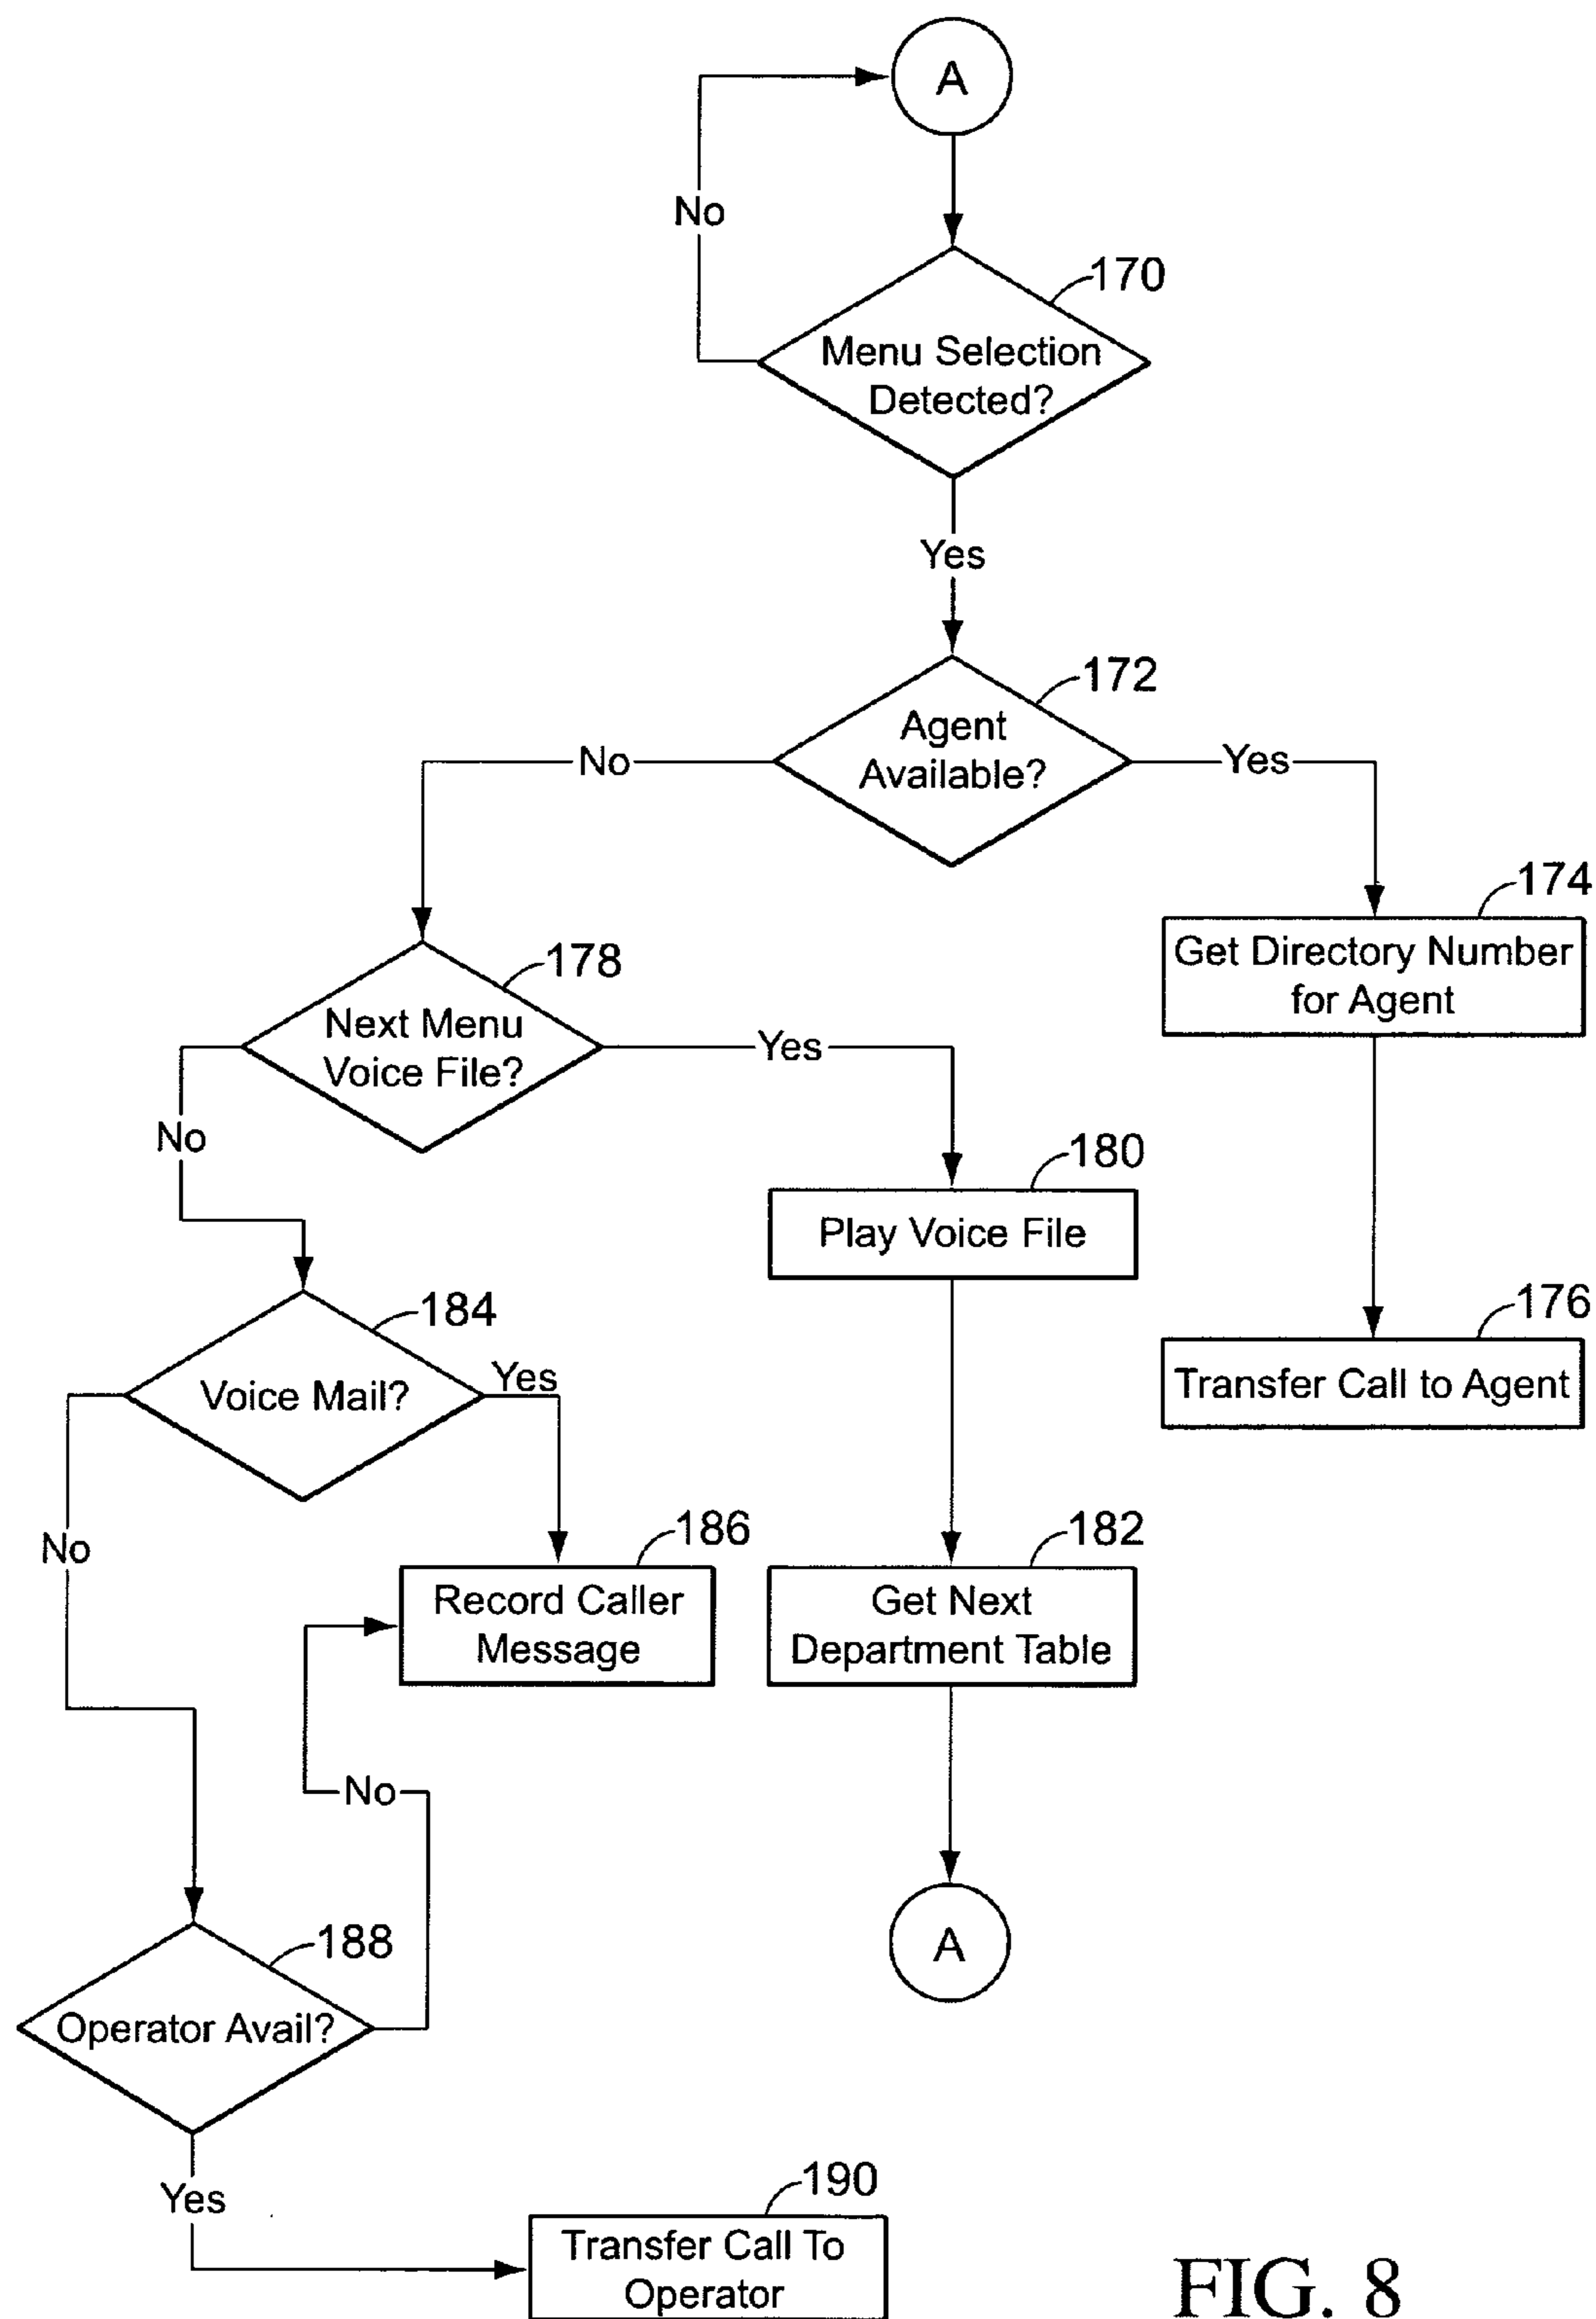 A
No
170
Menu Selection
Detected?
Yes
172
Agent
Available?
No
Yes
174
Get Directory Number
for Agent
178
Next Menu
Voice File?
Yes
No
180
Play Voice File
176
Transfer Call to Agent
184
Voice Mail?
Yes
No
186
Record Caller
Message
182
Get Next
Department Table
No
A
188
Operator Avail?
Yes
190
Transfer Call To
Operator
FIG. 8